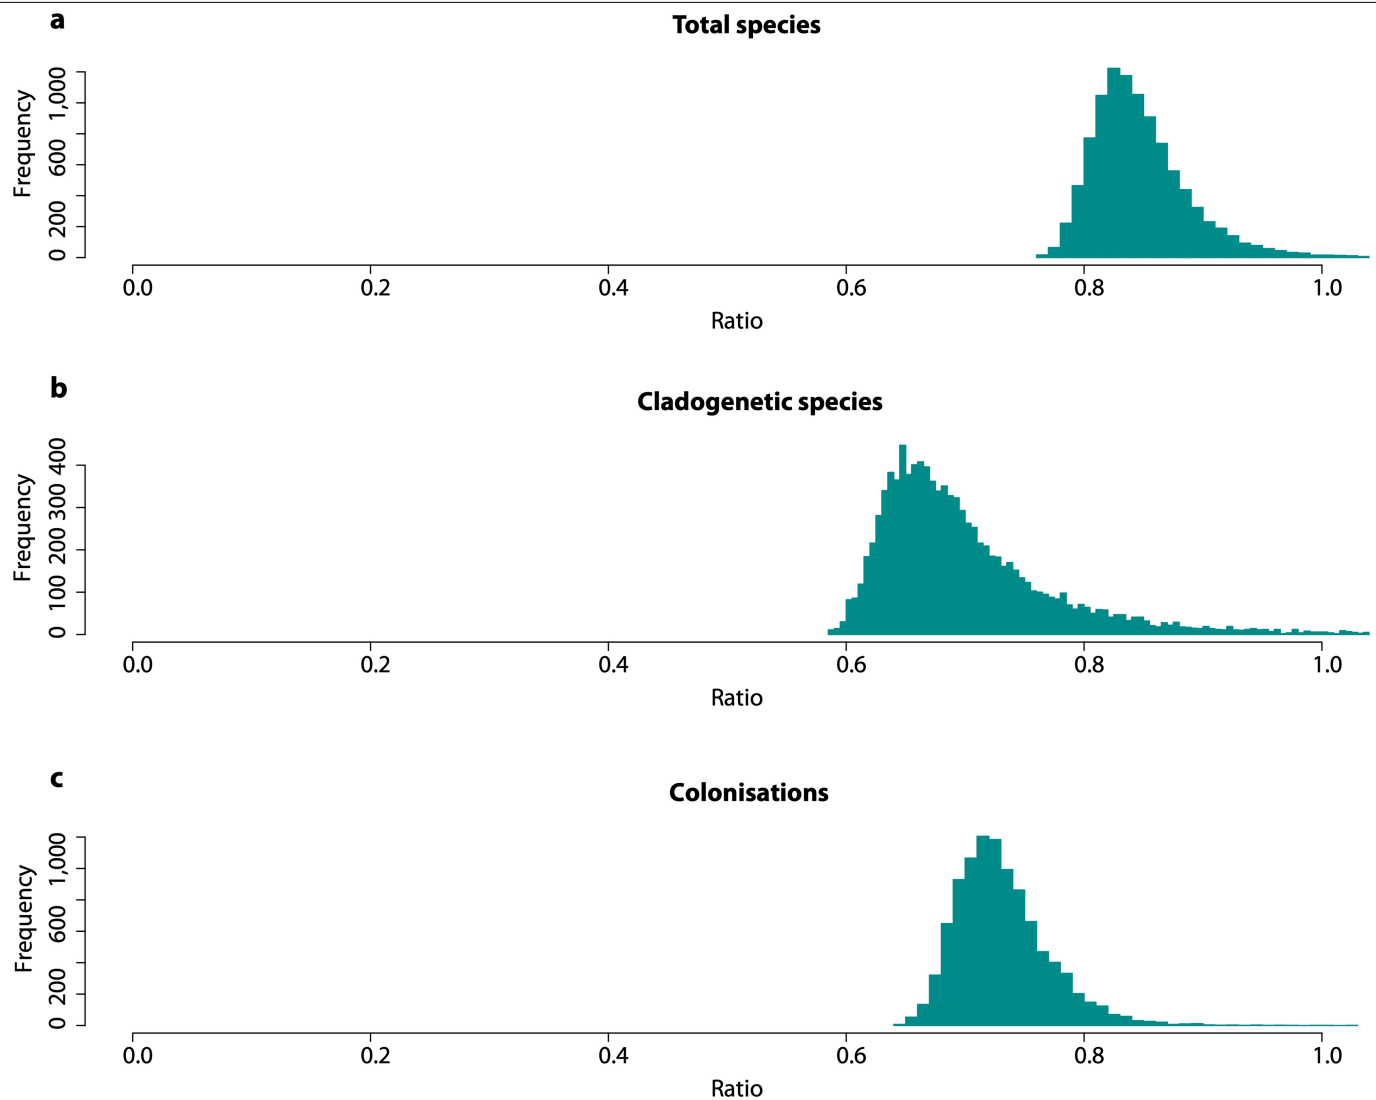 a
Total species
Frequency
0 200 600 1,000
0.0 0.2 0.4 0.6 0.8 1.0
Ratio
b
Cladogenetic species
Frequency
0 100 200 300 400
0.0 0.2 0.4 0.6 0.8 1.0
Ratio
c
Colonisations
Frequency
0 200 600 1,000
0.0 0.2 0.4 0.6 0.8 1.0
Ratio